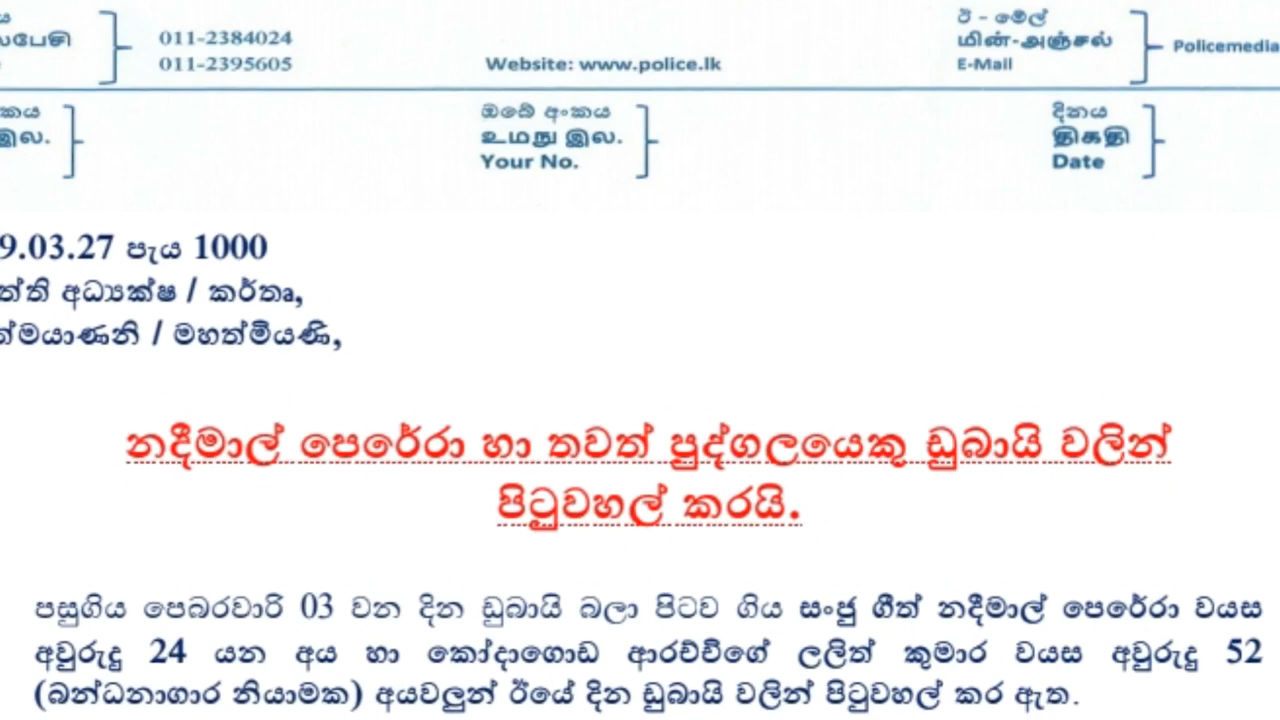 ය
லபேசி
011-2384024
011-2395605
Website: www.police.lk
ඊ - මේල්
மின்-அஞ்சல்
E-Mail
Policemedia
කය
இல.
ඔබේ අංකය
உமது இல.
Your No.
දිනය
திகதி
Date
9.03.27 පැය 1000
ත්ති අධ්‍යක්ෂ / කර්තෘ,
ත්මයාණනි / මහත්මියණි,
නදීමාල් පෙරේරා හා තවත් පුද්ගලයෙකු ඩුබායි වලින්
පිටුවහල් කරයි.
පසුගිය පෙබරවාරි 03 වන දින ඩුබායි බලා පිටව ගිය සංජු ගීත් නදීමාල් පෙරේරා වයස
අවුරුදු 24 යන අය හා කෝදාගොඩ ආරච්චිගේ ලලිත් කුමාර වයස අවුරුදු 52
(බන්ධනාගාර නියාමක) අයවලුන් ඊයේ දින ඩුබායි වලින් පිටුවහල් කර ඇත.